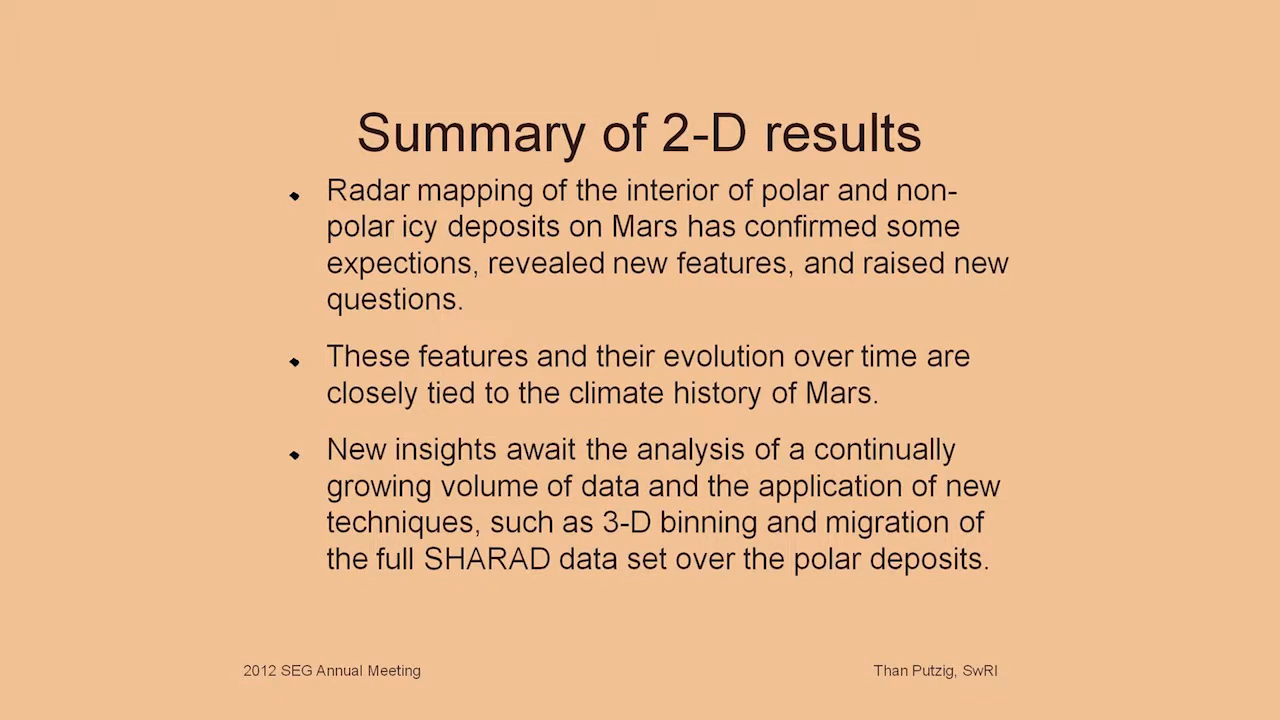 Summary of 2-D results
Radar mapping of the interior of polar and non-
polar icy deposits on Mars has confirmed some
expections, revealed new features, and raised new
questions.
These features and their evolution over time are
closely tied to the climate history of Mars.
New insights await the analysis of a continually
growing volume of data and the application of new
techniques, such as 3-D binning and migration of
the full SHARAD data set over the polar deposits.
2012 SEG Annual Meeting
Than Putzig, SwRI